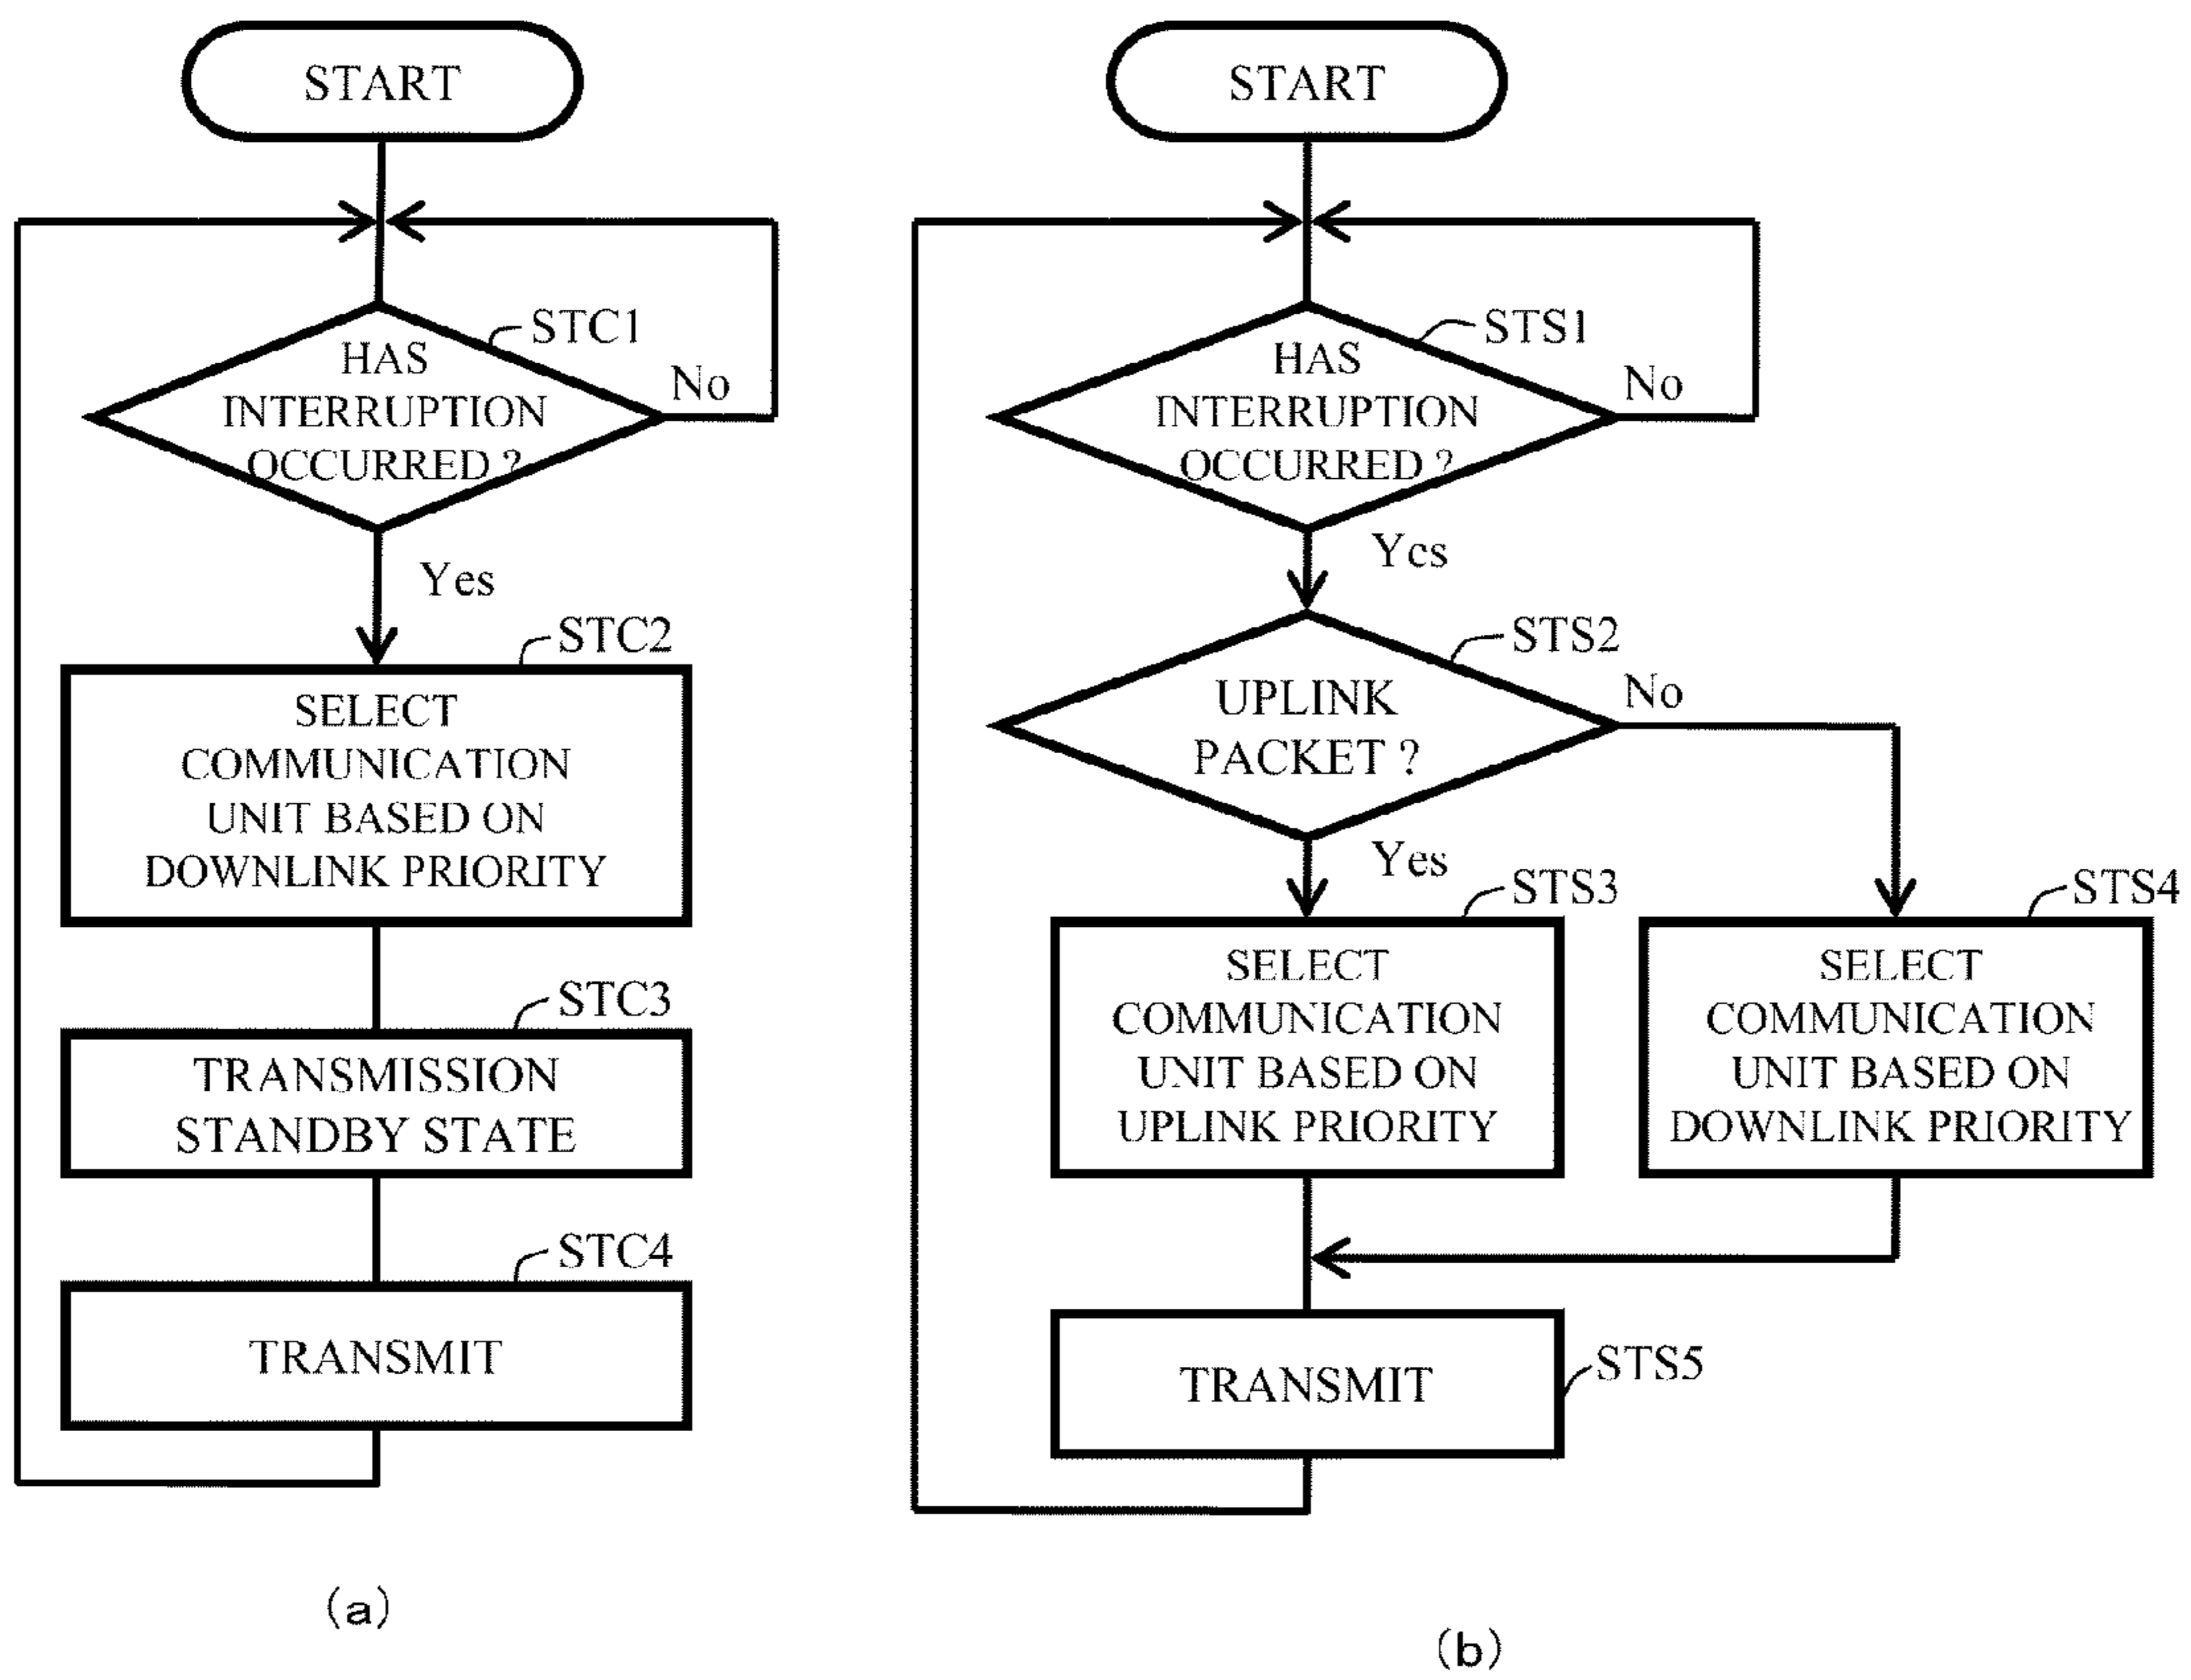 START
STC1
HAS
INTERRUPTION
OCCURRED ?
No
Yes
STC2
SELECT
COMMUNICATION
UNIT BASED ON
DOWNLINK PRIORITY
STC3
TRANSMISSION
STANDBY STATE
STC4
TRANSMIT
(a)
START
STS1
HAS
INTERRUPTION
OCCURRED ?
No
Yes
STS2
UPLINK
PACKET ?
No
Yes
STS3
SELECT
COMMUNICATION
UNIT BASED ON
UPLINK PRIORITY
STS4
SELECT
COMMUNICATION
UNIT BASED ON
DOWNLINK PRIORITY
TRANSMIT
STS5
(b)